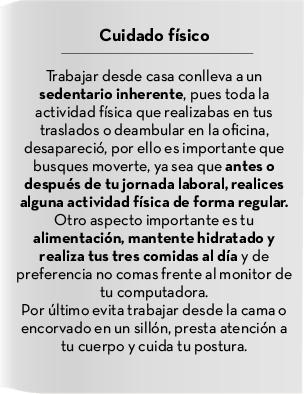 Cuidado físico
Trabajar desde casa conlleva a un
sedentario inherente, pues toda la
actividad física que realizabas en tus
traslados o deambular en la oficina,
desapareció, por ello es importante que
busques moverte, ya sea que antes o
después de tu jornada laboral, realices
alguna actividad física de forma regular.
Otro aspecto importante es tu
alimentación, mantente hidratado y
realiza tus tres comidas al día y de
preferencia no comas frente al monitor de
tu computadora.
Por último evita trabajar desde la cama o
encorvado en un sillón, presta atención a
tu cuerpo y cuida tu postura.